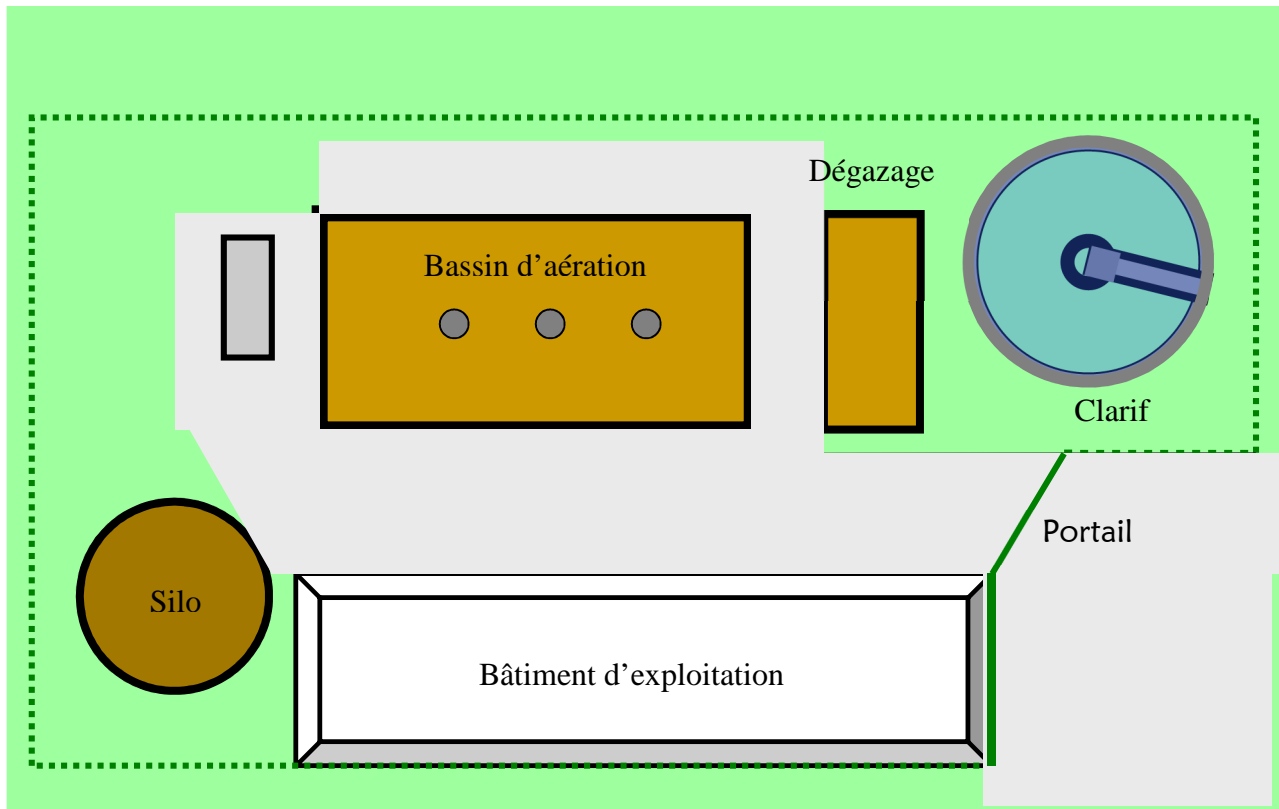 Dégazage
Bassin d’aération
Clarif
Portail
Silo
Bâtiment d’exploitation